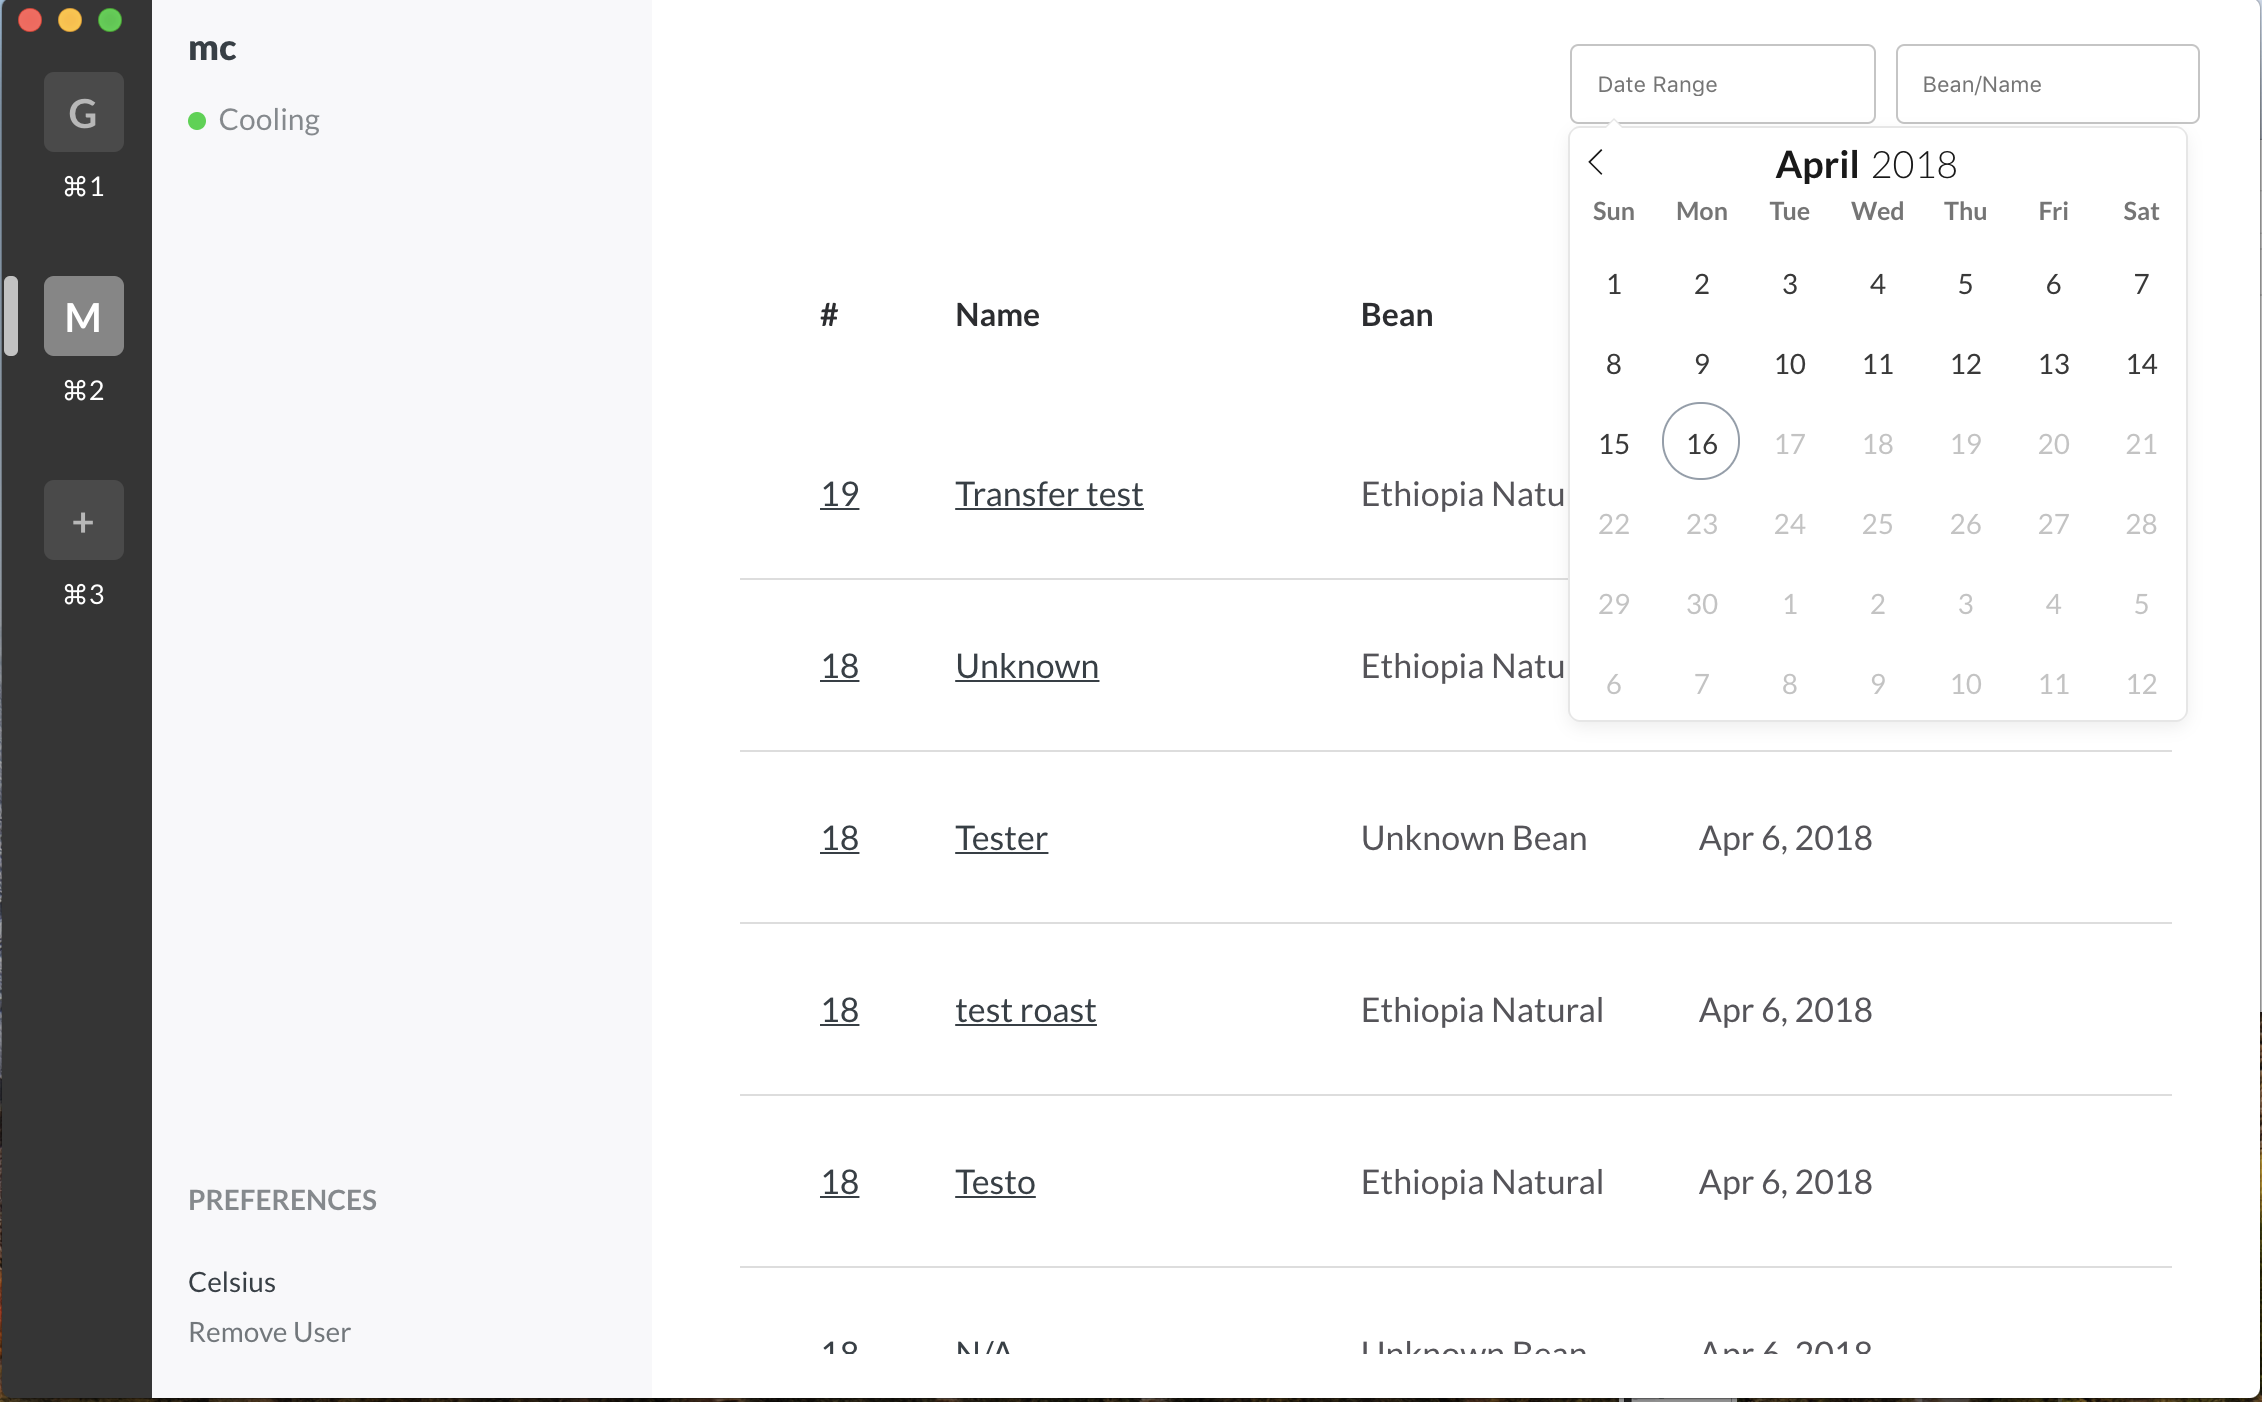 G
⌘1
M
⌘2
+
⌘3
mc
Cooling
PREFERENCES
Celsius
Remove User
Date Range
Bean/Name
April 2018
Sun Mon Tue Wed Thu Fri Sat
1 2 3 4 5 6 7
8 9 10 11 12 13 14
15 16 17 18 19 20 21
22 23 24 25 26 27 28
29 30 1 2 3 4 5
6 7 8 9 10 11 12
# Name Bean
19 Transfer test Ethiopia Natu
18 Unknown Ethiopia Natu
18 Tester Unknown Bean Apr 6, 2018
18 test roast Ethiopia Natural Apr 6, 2018
18 Testo Ethiopia Natural Apr 6, 2018
18 N/A Unknown Bean Apr 6, 2018